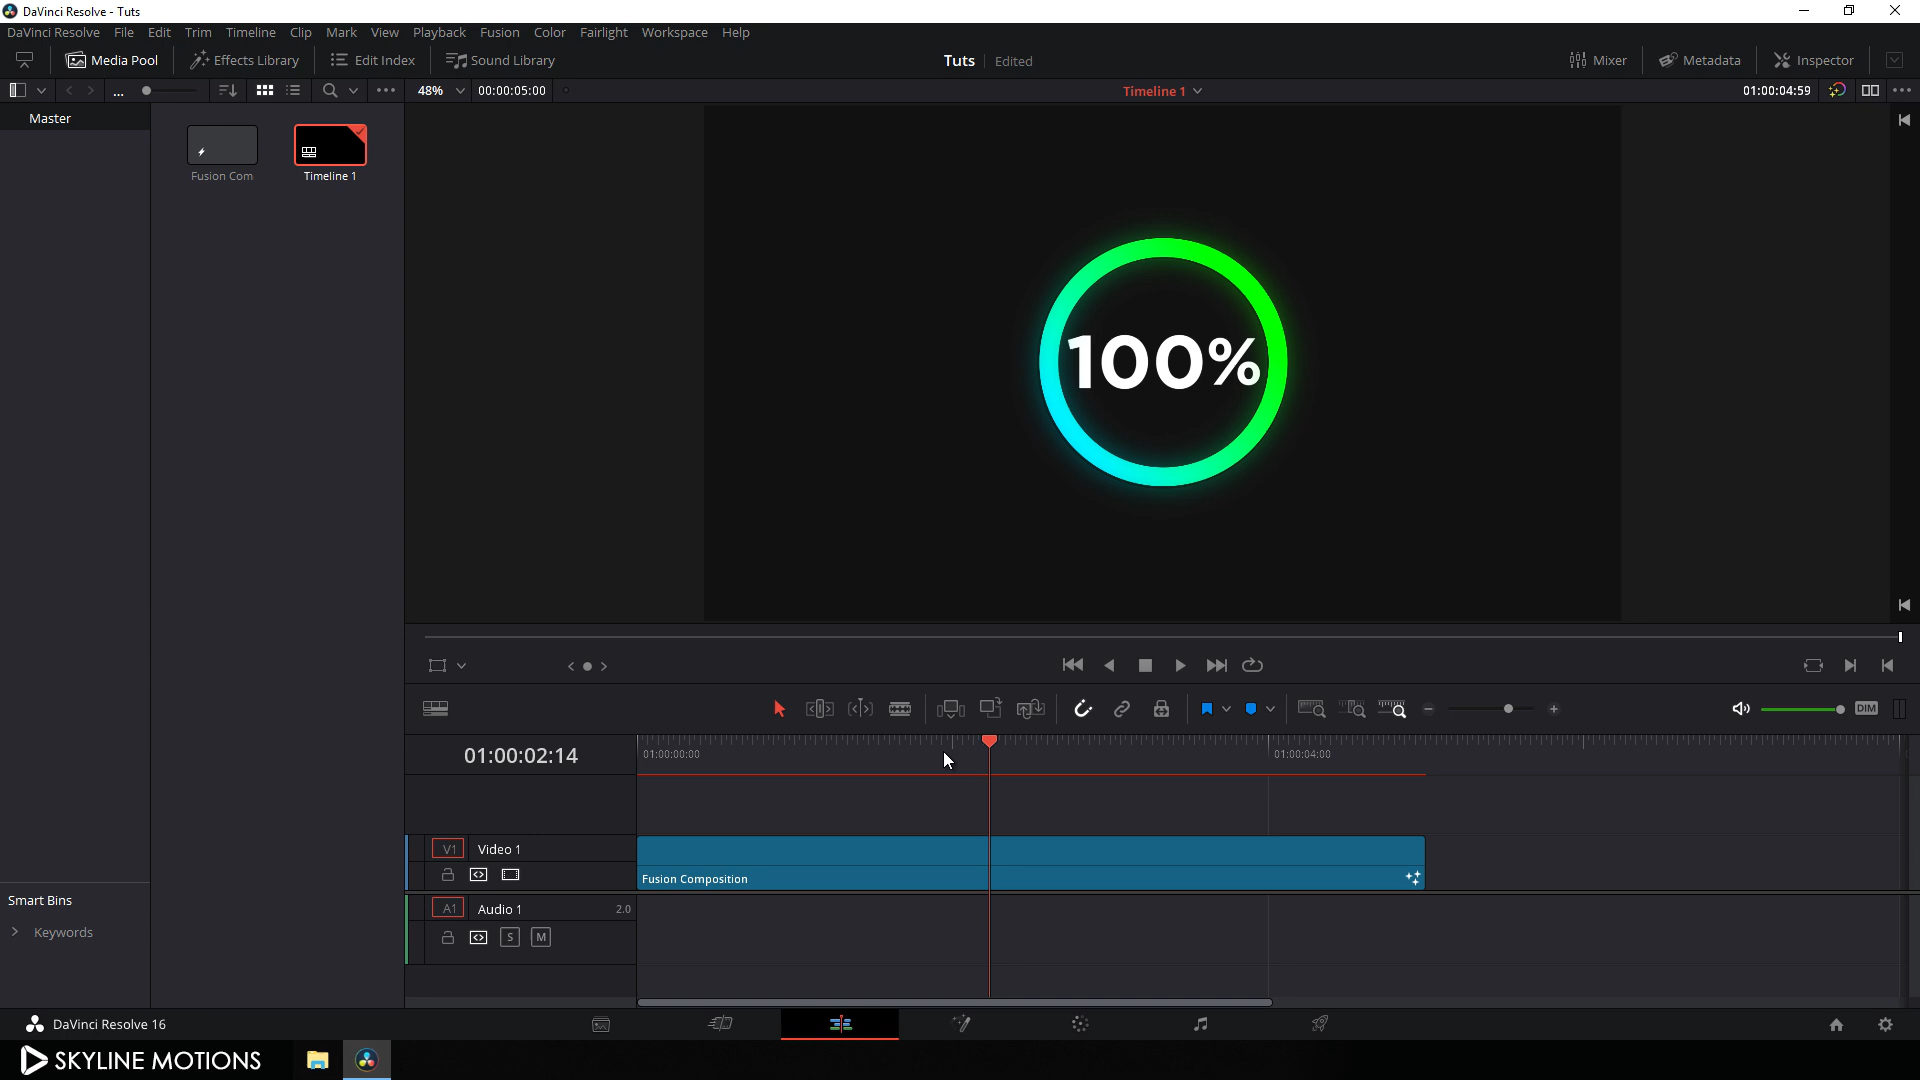 DaVinci Resolve - Tuts
DaVinci Resolve File Edit Trim Timeline Clip Mark View Playback Fusion Color Fairlight Workspace Help
Media Pool Effects Library Edit Index Sound Library Tuts Edited Mixer Metadata Inspector
... 48% 00:00:05:00 Timeline 1 01:00:04:59
Master
Fusion Com Timeline 1
100%
DIM
01:00:02:14 01:00:00:00 01:00:04:00
V1 Video 1
Fusion Composition
Smart Bins
A1 Audio 1 2.0
Keywords
S M
DaVinci Resolve 16
SKYLINE MOTIONS